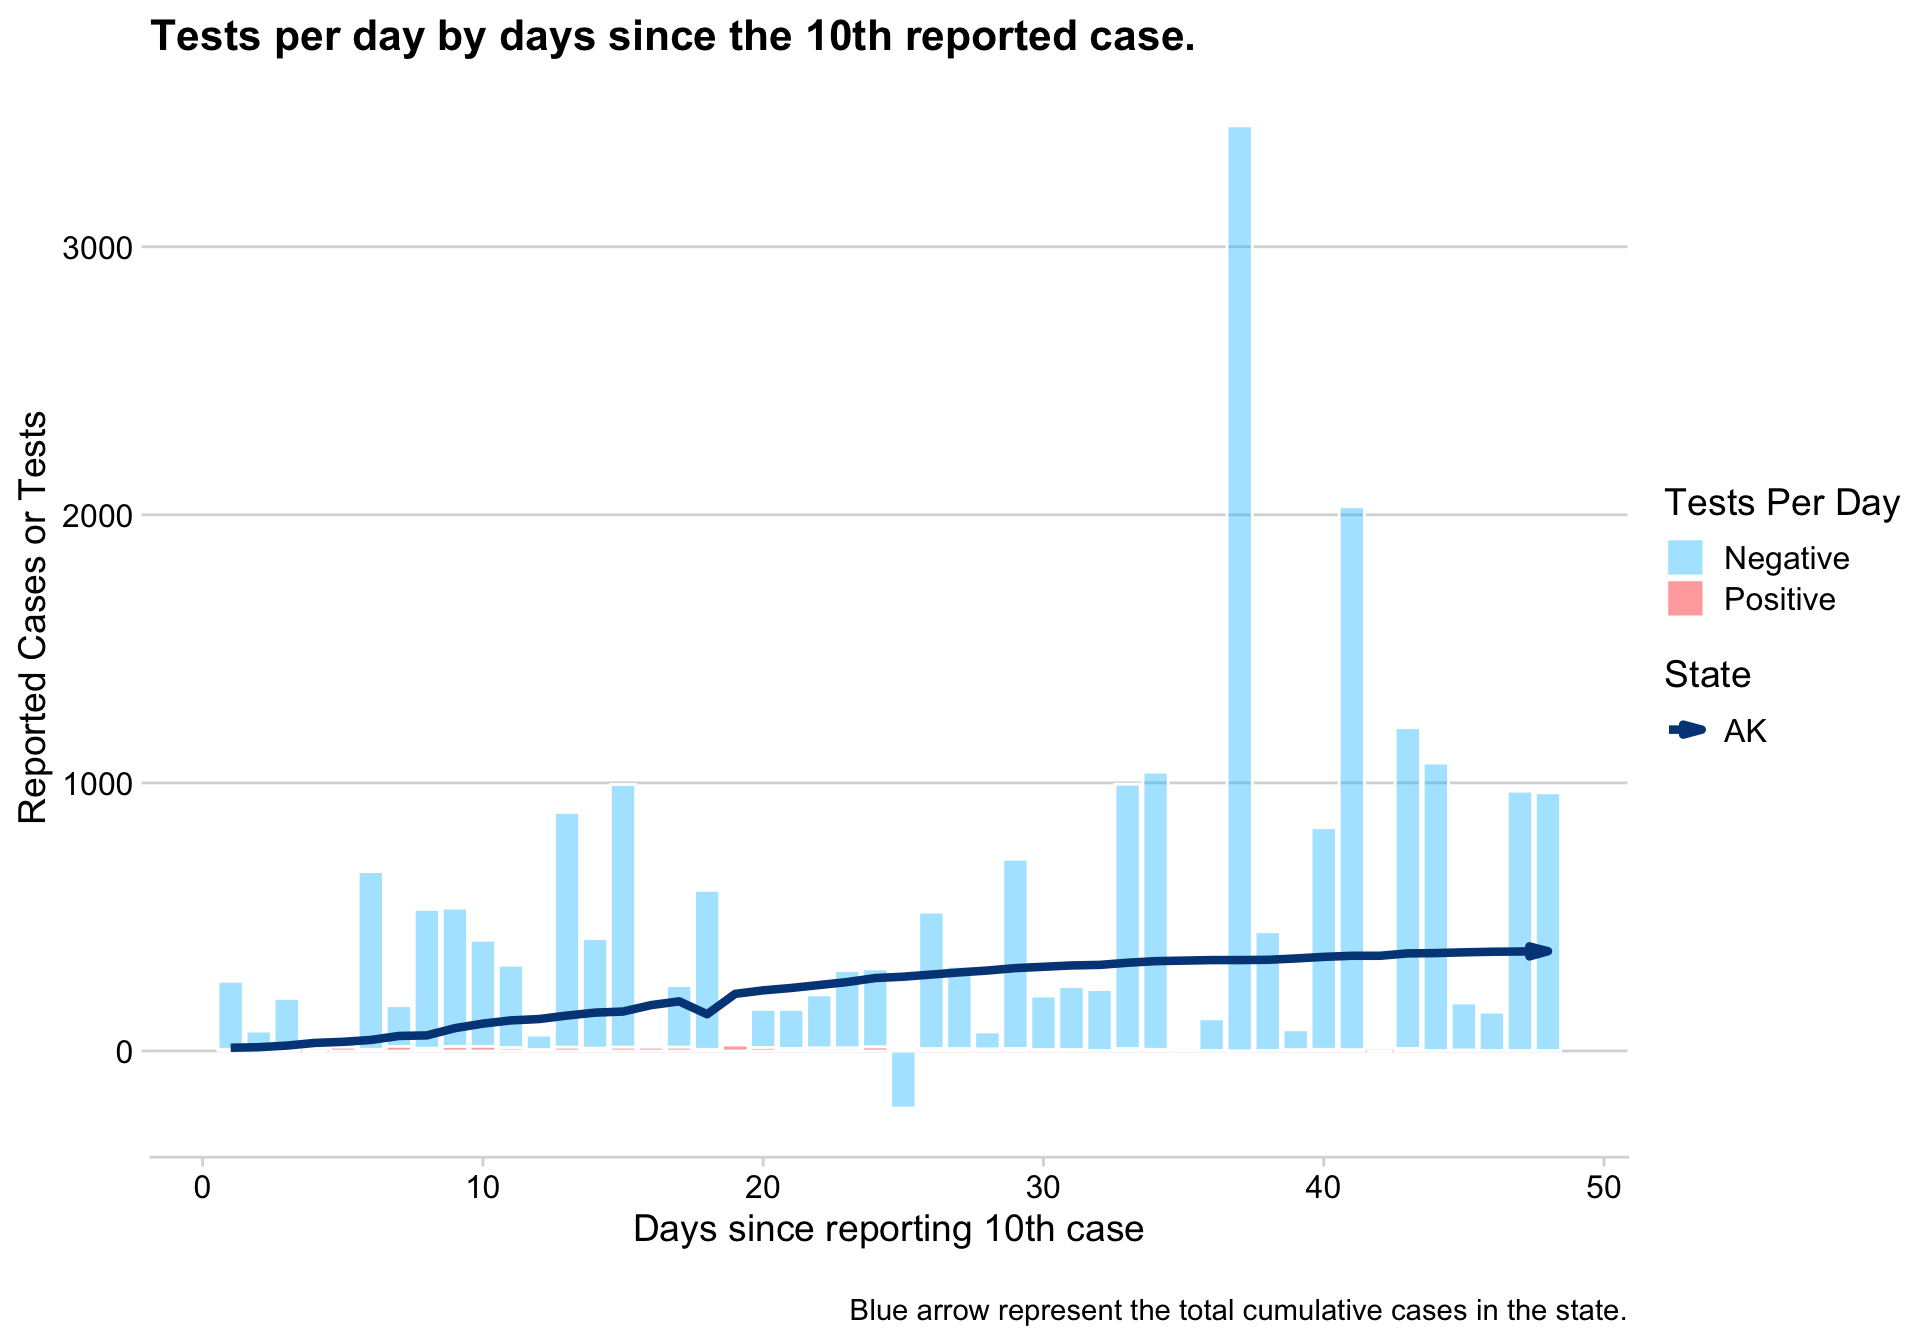 Tests per day by days since the 10th reported case.
Reported Cases or Tests
3000
2000
1000
0
0 10 20 30 40 50
Days since reporting 10th case
Tests Per Day
Negative
Positive
State
AK
Blue arrow represent the total cumulative cases in the state.